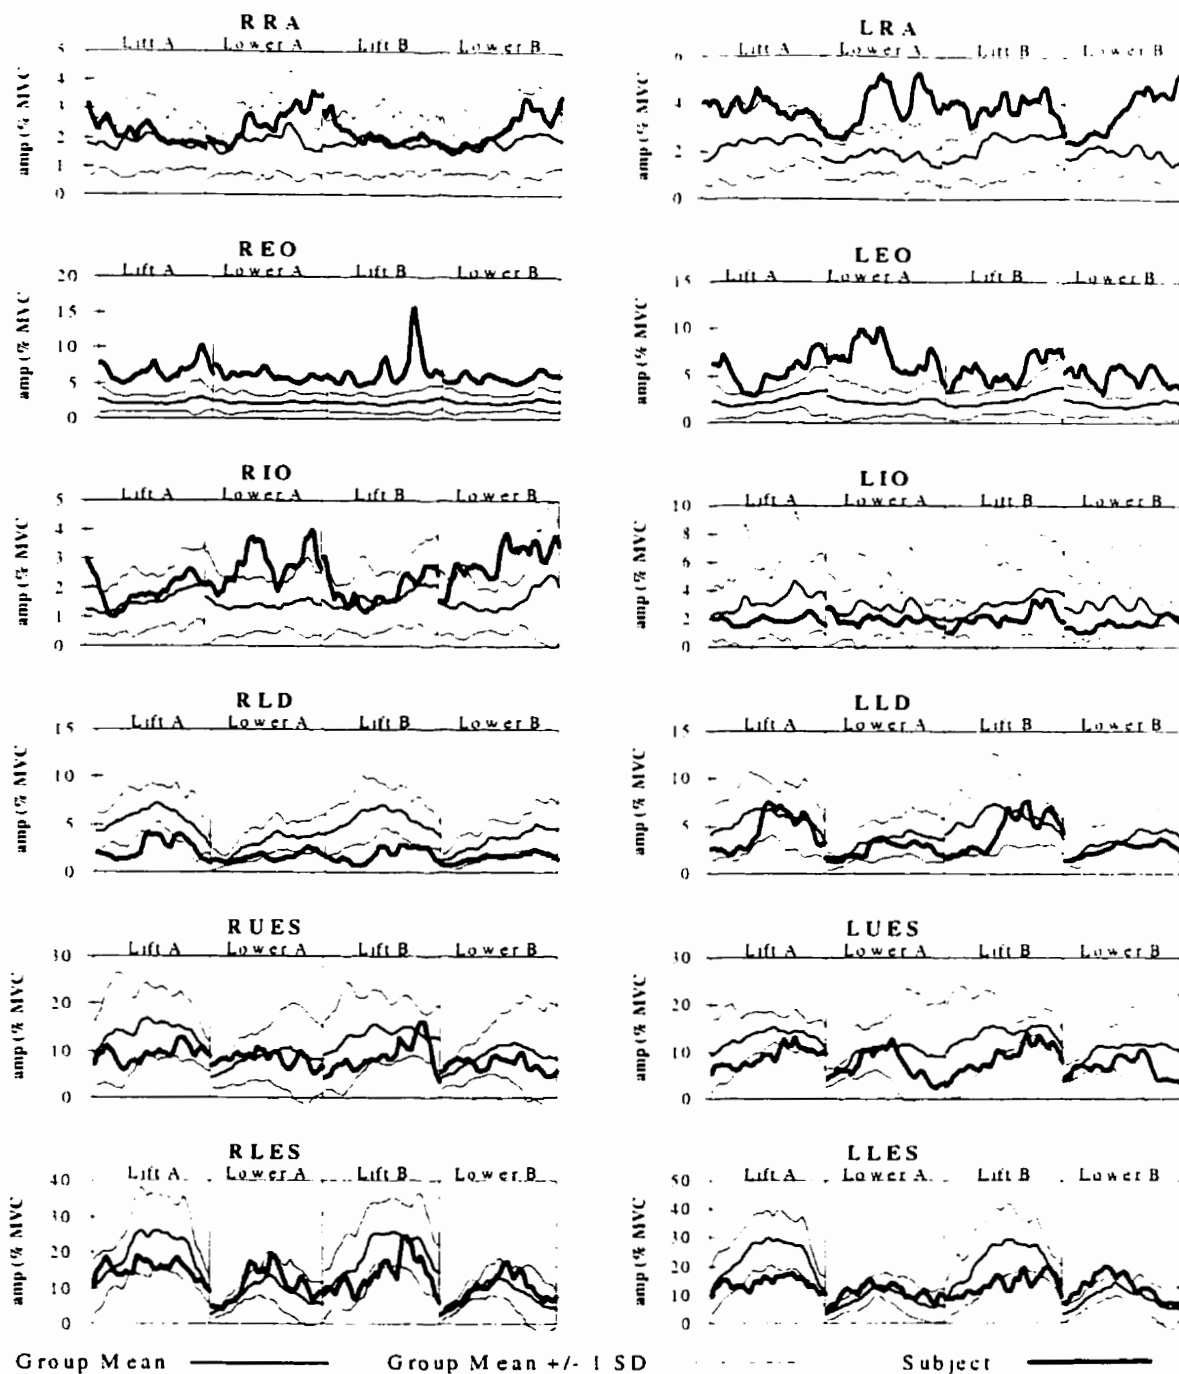 RRA
Lift A Lower A Lift B Lower B
5
4
3
2
1
0
amp (% MVC
LRA
Lift A Lower A Lift B Lower B
6
4
2
0
amp (% MVC
REO
Lift A Lower A Lift B Lower B
20
15
10
5
0
amp (% MVC
LEO
Lift A Lower A Lift B Lower B
15
10
5
0
amp (% MVC
RIO
Lift A Lower A Lift B Lower B
5
4
3
2
1
0
amp (% MVC
LIO
Lift A Lower A Lift B Lower B
10
8
6
4
2
0
amp (% MVC
RLD
Lift A Lower A Lift B Lower B
15
10
5
0
amp (% MVC
LLD
Lift A Lower A Lift B Lower B
15
10
5
0
amp (% MVC
RUES
Lift A Lower A Lift B Lower B
30
20
10
0
amp (% MVC
LUES
Lift A Lower A Lift B Lower B
30
20
10
0
amp (% MVC
RLES
Lift A Lower A Lift B Lower B
40
30
20
10
0
amp (% MVC
LLES
Lift A Lower A Lift B Lower B
50
40
30
20
10
0
amp (% MVC
Group Mean Group Mean +/- 1 SD Subject